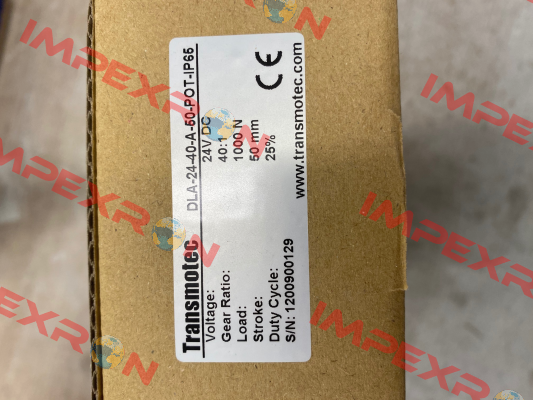 Transmotec
DLA-24-40-A-50-POT-IP65
Voltage: 24V DC
Gear Ratio: 40:1
Load: 1000 N
Stroke: 50 mm
Duty Cycle: 25%
S/N: 1200900129
CE
www.transmotec.com
IMPEXRON
IMPEXRON
IMPEXRON
IMPEXRON